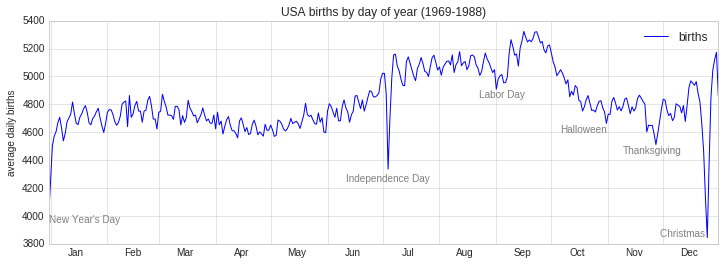 USA births by day of year (1969-1988)
average daily births
5400
5200
5000
4800
4600
4400
4200
4000
3800
births
Labor Day
Halloween
Thanksgiving
Independence Day
New Year's Day
Christmas
Jan Feb Mar Apr May Jun Jul Aug Sep Oct Nov Dec